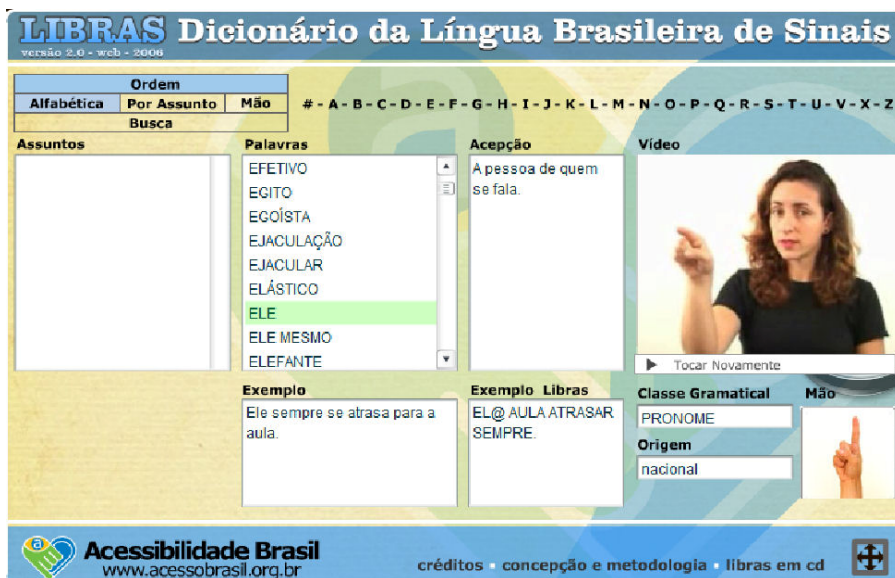 LIBRAS Dicionário da Língua Brasileira de Sinais
versão 2.0 - web - 2006
Ordem
Alfabética Por Assunto Mão
Busca
# - A - B - C - D - E - F - G - H - I - J - K - L - M - N - O - P - Q - R - S - T - U - V - X - Z
Assuntos
Palavras
EFETIVO
EGITO
EGOÍSTA
EJACULAÇÃO
EJACULAR
ELÁSTICO
ELE
ELE MESMO
ELEFANTE
Acepção
A pessoa de quem
se fala.
Vídeo
Tocar Novamente
Exemplo
Ele sempre se atrasa para a
aula.
Exemplo Libras
EL@ AULA ATRASAR
SEMPRE.
Classe Gramatical
PRONOME
Origem
nacional
Mão
a
Acessibilidade Brasil
www.acessobrasil.org.br
créditos - concepção e metodologia - libras em cd